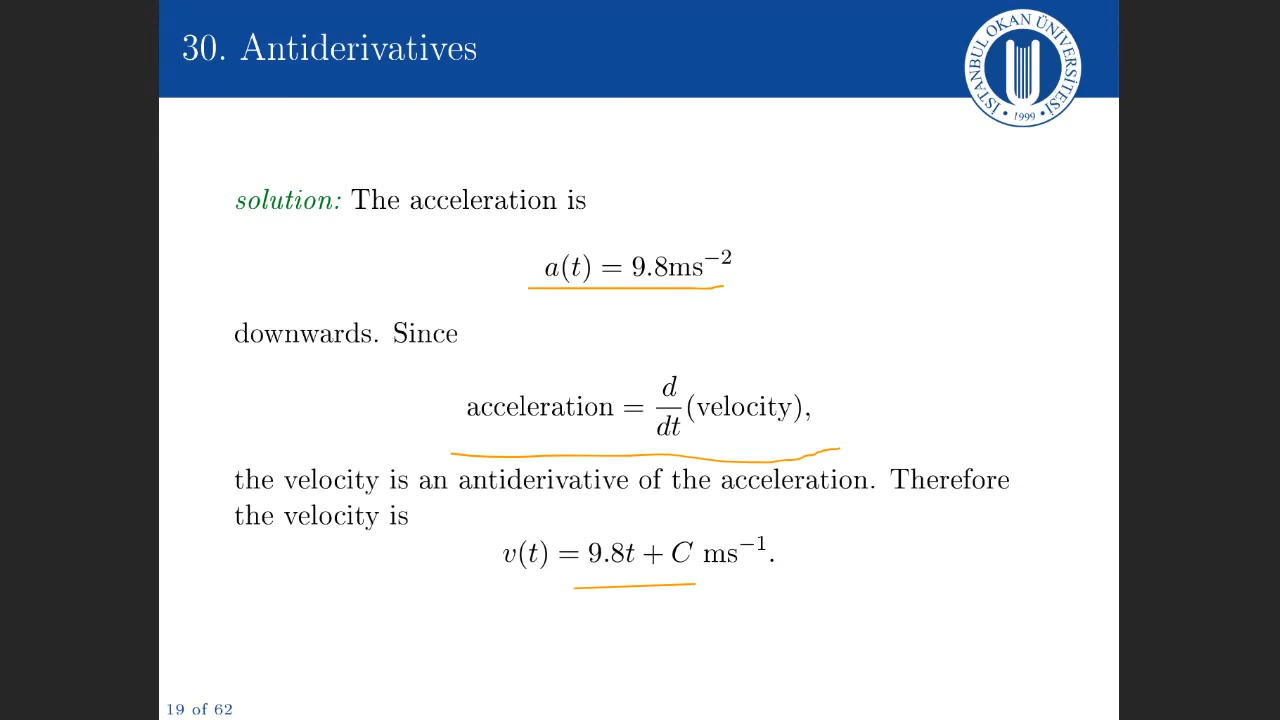 30. Antiderivatives
İSTANBUL OKAN ÜNİVERSİTESİ
• 1999 •
solution: The acceleration is
a(t) = 9.8ms⁻²
downwards. Since
acceleration = d/dt (velocity),
the velocity is an antiderivative of the acceleration. Therefore
the velocity is
v(t) = 9.8t + C ms⁻¹.
19 of 62